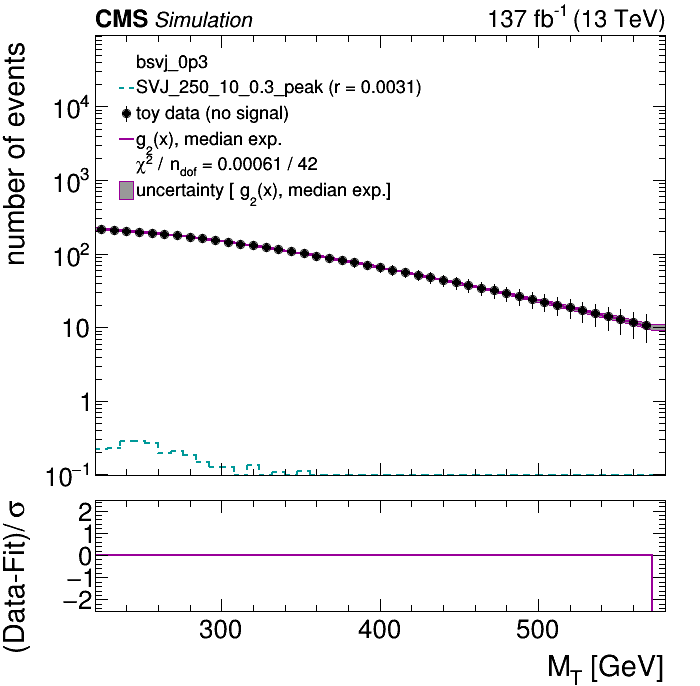 CMS Simulation 137 fb⁻¹ (13 TeV)
number of events
bsvj_0p3
SVJ_250_10_0.3_peak (r = 0.0031)
toy data (no signal)
g₂(x), median exp.
χ² / n_dof = 0.00061 / 42
uncertainty [ g₂(x), median exp.]
10⁴
10³
10²
10
1
10⁻¹
(Data-Fit)/σ
2
1
0
−1
−2
300 400 500
M_T [GeV]